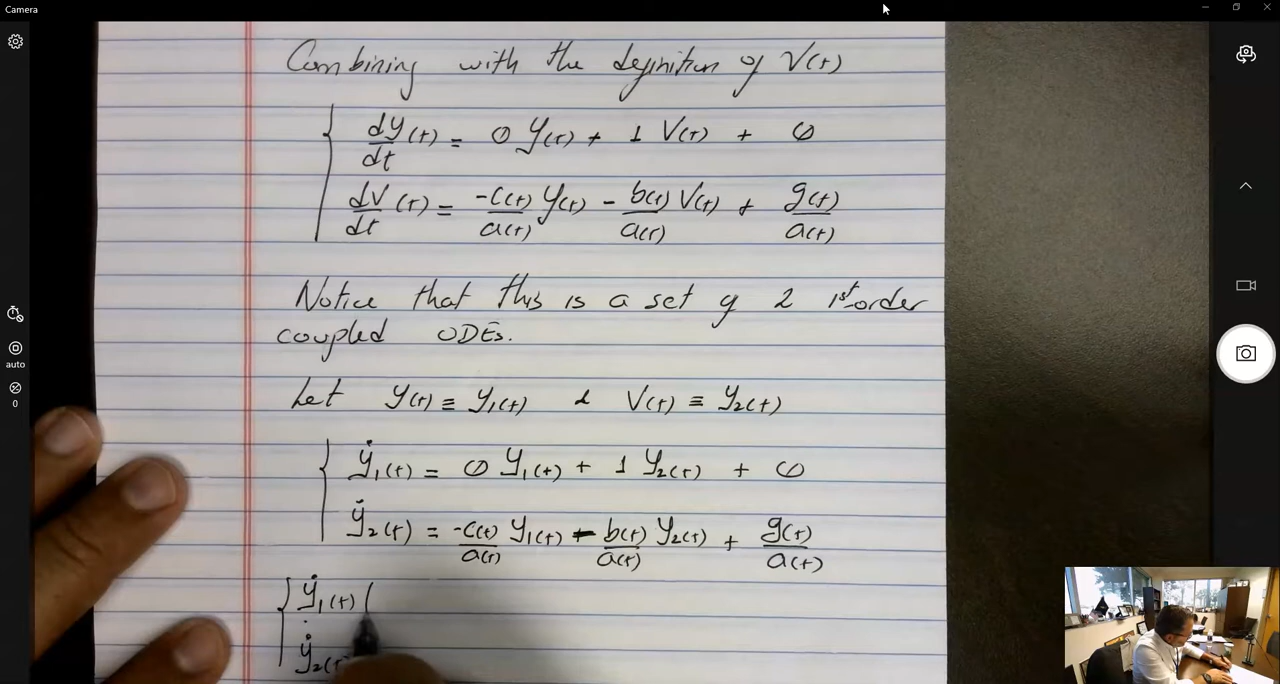 Camera
Combining with the definition of V(t)
dy/dt (t) = 0 y(t) + 1 V(t) + 0
dV/dt (t) = -c(t)/a(t) y(t) - b(t)/a(t) V(t) + g(t)/a(t)
Notice that this is a set of 2 1st order
coupled ODEs.
Let y(t) ≡ y₁(t) & V(t) ≡ y₂(t)
ẏ₁(t) = 0 y₁(t) + 1 y₂(t) + 0
ẏ₂(t) = -c(t)/a(t) y₁(t) - b(t)/a(t) y₂(t) + g(t)/a(t)
auto
0
ẏ₁(t)
ẏ₂(t